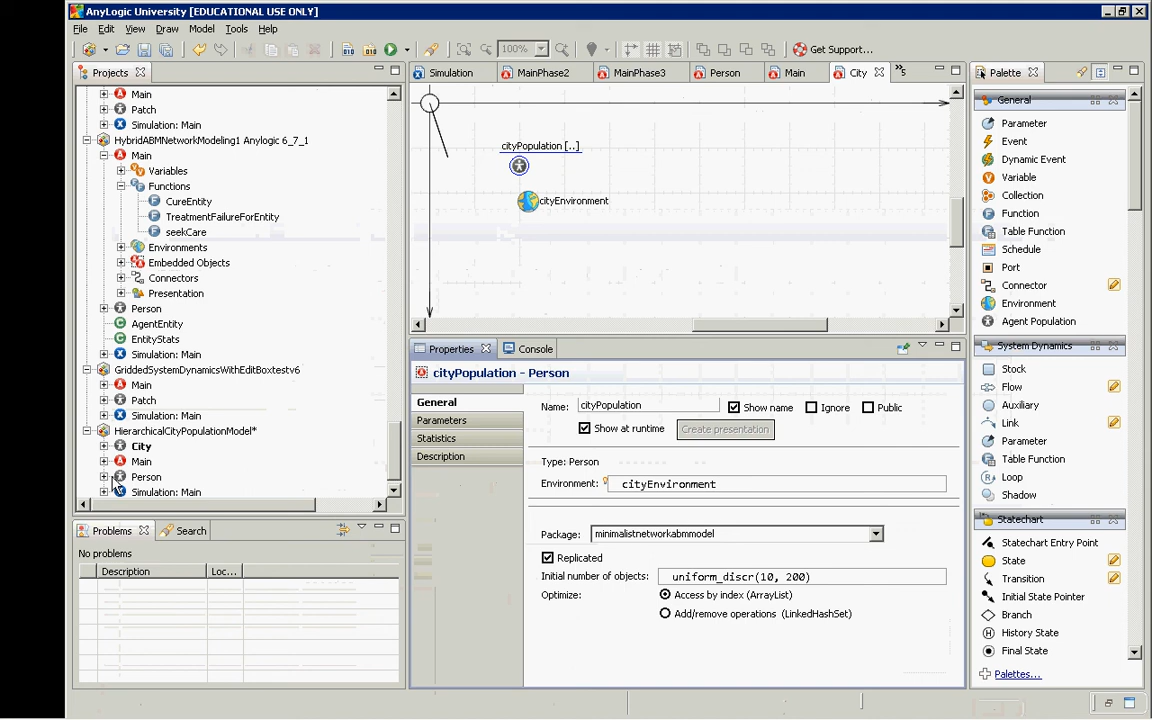 AnyLogic University [EDUCATIONAL USE ONLY]
File Edit View Draw Model Tools Help
100% Get Support...
Projects
Main
Patch
Simulation: Main
HybridABMNetworkModeling1 Anylogic 6_7_1
Main
Variables
Functions
CureEntity
TreatmentFailureForEntity
seekCare
Environments
Embedded Objects
Connectors
Presentation
Person
AgentEntity
EntityStats
Simulation: Main
GriddedSystemDynamicsWithEditBoxtestv6
Main
Patch
Simulation: Main
HierarchicalCityPopulationModel*
City
Main
Person
Simulation: Main
Problems Search
No problems
Description Loc...
Simulation MainPhase2 MainPhase3 Person Main City »5
cityPopulation [..]
cityEnvironment
Properties Console
cityPopulation - Person
General
Parameters
Statistics
Description
Name: cityPopulation Show name Ignore Public
Show at runtime Create presentation
Type: Person
Environment: cityEnvironment
Package: minimalistnetworkabmmodel
Replicated
Initial number of objects: uniform_discr(10, 200)
Optimize: Access by index (ArrayList)
Add/remove operations (LinkedHashSet)
Palette
General
Parameter
Event
Dynamic Event
Variable
Collection
Function
Table Function
Schedule
Port
Connector
Environment
Agent Population
System Dynamics
Stock
Flow
Auxiliary
Link
Parameter
Table Function
Loop
Shadow
Statechart
Statechart Entry Point
State
Transition
Initial State Pointer
Branch
History State
Final State
Palettes...